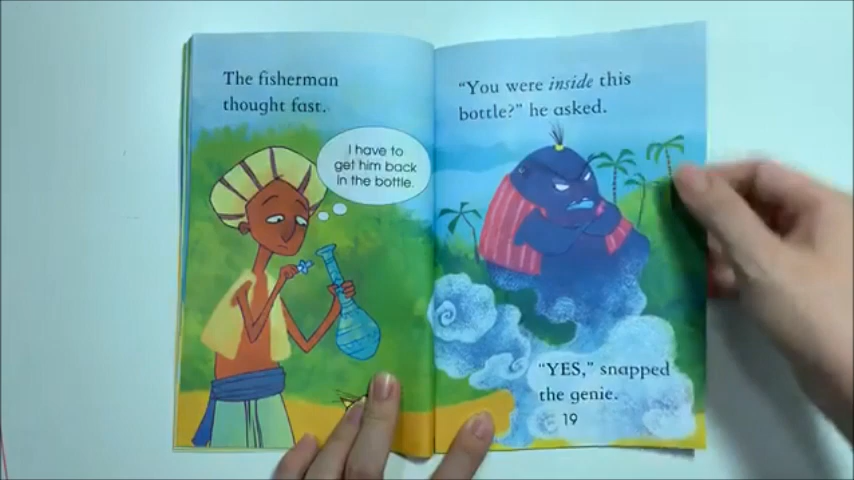 The fisherman
thought fast.
I have to
get him back
in the bottle.
“You were inside this
bottle?” he asked.
“YES,” snapped
the genie.
19